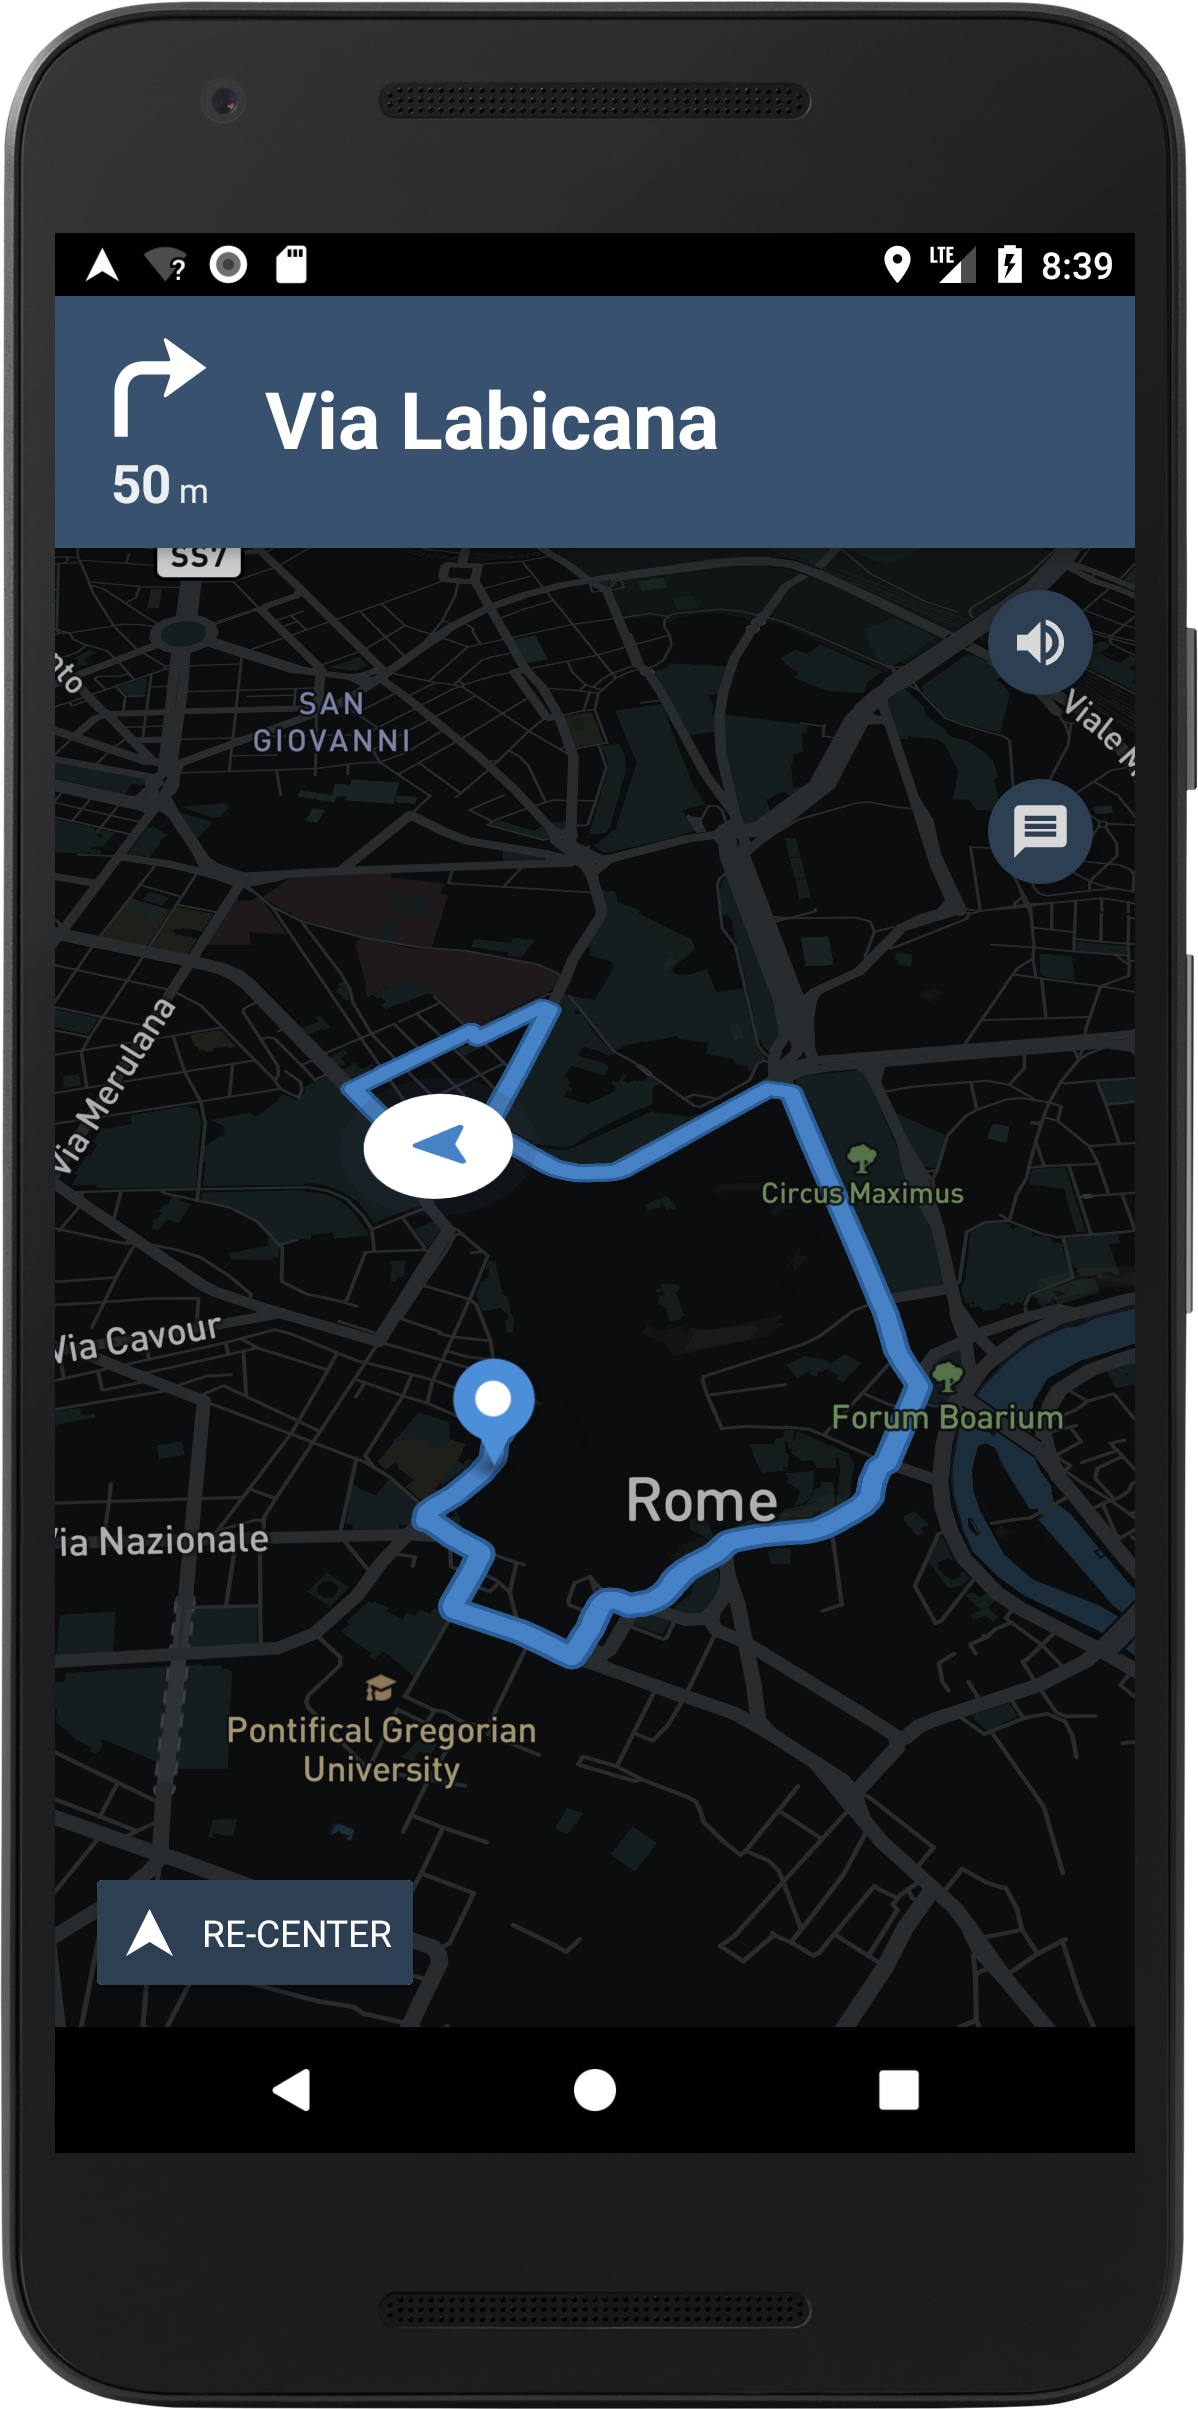 LTE 8:39
Via Labicana
50 m
SS7
nto
SAN
GIOVANNI
Viale M
Via Merulana
Circus Maximus
Via Cavour
Forum Boarium
Rome
Via Nazionale
Pontifical Gregorian
University
RE-CENTER